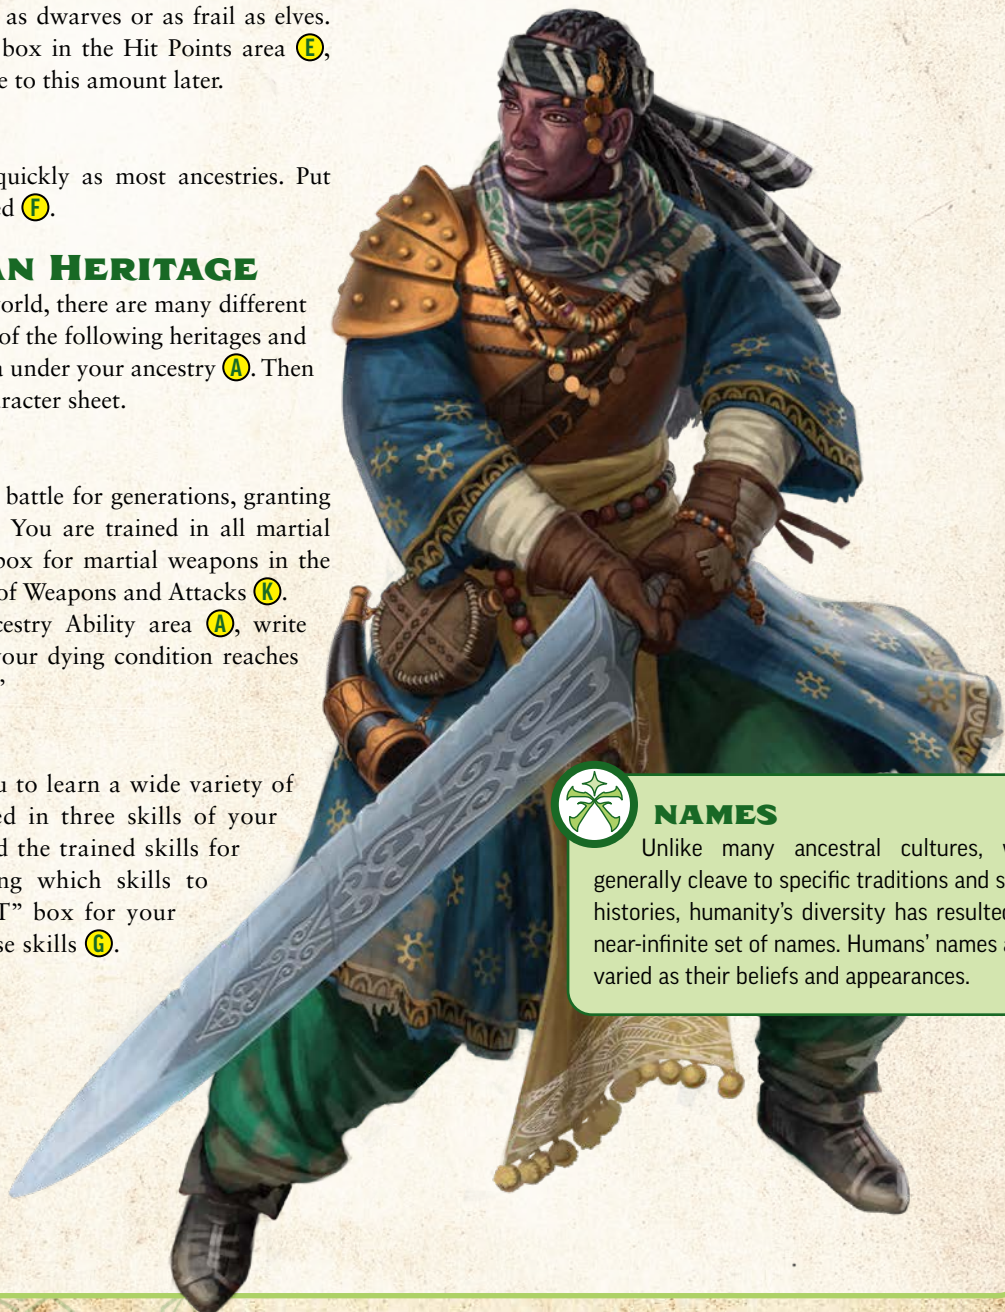 as dwarves or as frail as elves.
box in the Hit Points area E,
e to this amount later.
quickly as most ancestries. Put
ed F.
AN HERITAGE
world, there are many different
of the following heritages and
a under your ancestry A. Then
aracter sheet.
battle for generations, granting
You are trained in all martial
box for martial weapons in the
of Weapons and Attacks K.
cestry Ability area A, write
your dying condition reaches
”
u to learn a wide variety of
ed in three skills of your
d the trained skills for
ng which skills to
T” box for your
se skills G.
NAMES
Unlike many ancestral cultures,
generally cleave to specific traditions and s
histories, humanity’s diversity has resulted
near-infinite set of names. Humans’ names a
varied as their beliefs and appearances.